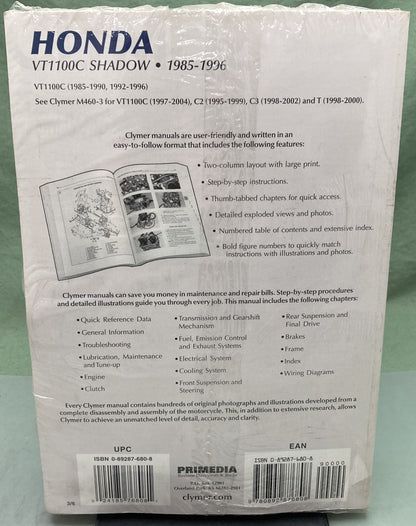 HONDA
VT1100C SHADOW • 1985-1996
VT1100C (1985-1990, 1992-1996)
See Clymer M460-3 for VT1100C (1997-2004), C2 (1995-1999), C3 (1998-2002) and T (1998-2000).
Clymer manuals are user-friendly and written in an
easy-to-follow format that includes the following features:
• Two-column layout with large print.
• Step-by-step instructions.
• Thumb-tabbed chapters for quick access.
• Detailed exploded views and photos.
• Numbered table of contents and extensive index.
• Bold figure numbers to quickly match
instructions with illustrations and photos.
Clymer manuals can save you money in maintenance and repair bills. Step-by-step procedures
and detailed illustrations guide you through every job. This manual includes the following chapters:
• Quick Reference Data
• General Information
• Troubleshooting
• Lubrication, Maintenance
and Tune-up
• Engine
• Clutch
• Transmission and Gearshift
Mechanism
• Fuel, Emission Control
and Exhaust Systems
• Electrical System
• Cooling System
• Front Suspension and
Steering
• Rear Suspension and
Final Drive
• Brakes
• Frame
• Index
• Wiring Diagrams
Every Clymer manual contains hundreds of original photographs and illustrations developed from a
complete disassembly and assembly of the motorcycle. This, in addition to extensive research, allows
Clymer to achieve an unmatched level of detail, accuracy and clarity.
UPC
ISBN 0-89287-680-8
PRIMEDIA
P.O. Box 12901
Overland Park, KS 66282-2901
clymer.com
EAN
ISBN 0-89287-680-8
90000